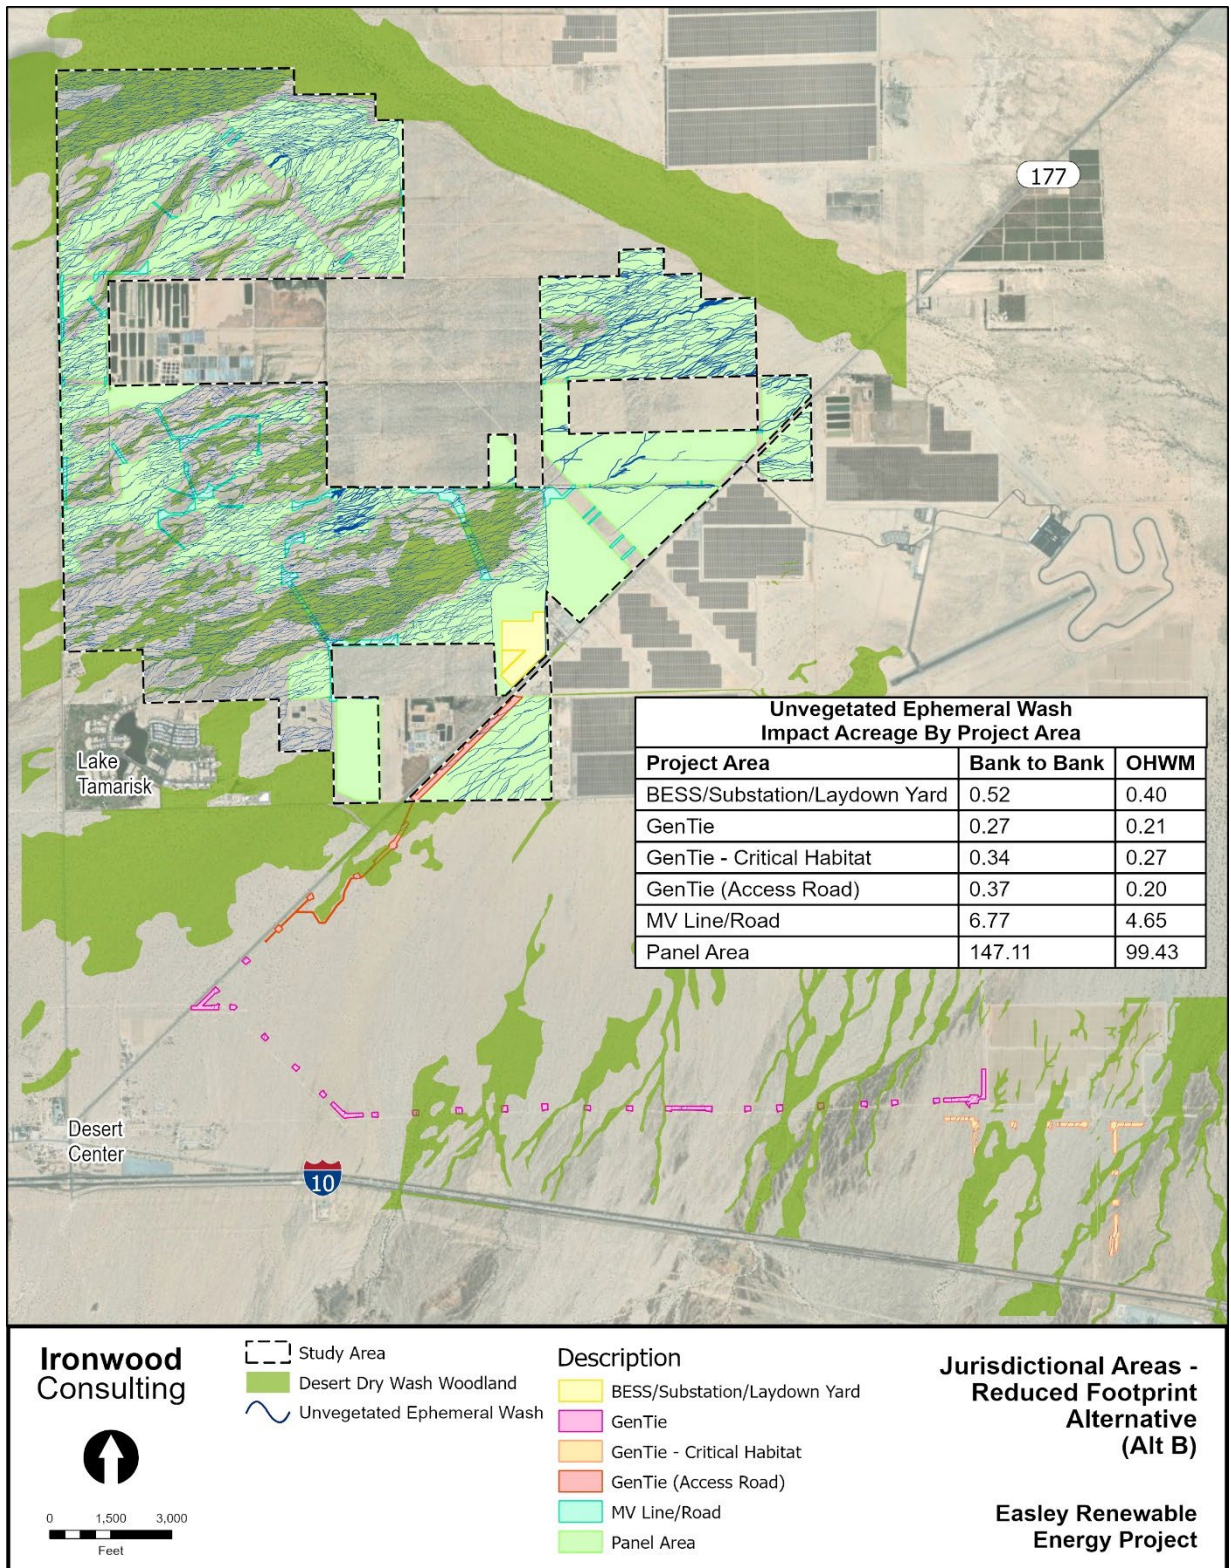 177
Lake
Tamarisk
Unvegetated Ephemeral Wash
Impact Acreage By Project Area
Project Area Bank to Bank OHWM
BESS/Substation/Laydown Yard 0.52 0.40
GenTie 0.27 0.21
GenTie - Critical Habitat 0.34 0.27
GenTie (Access Road) 0.37 0.20
MV Line/Road 6.77 4.65
Panel Area 147.11 99.43
Desert
Center
10
Ironwood
Consulting
0 1,500 3,000
Feet
Study Area
Desert Dry Wash Woodland
Unvegetated Ephemeral Wash
Description
BESS/Substation/Laydown Yard
GenTie
GenTie - Critical Habitat
GenTie (Access Road)
MV Line/Road
Panel Area
Jurisdictional Areas -
Reduced Footprint
Alternative
(Alt B)
Easley Renewable
Energy Project